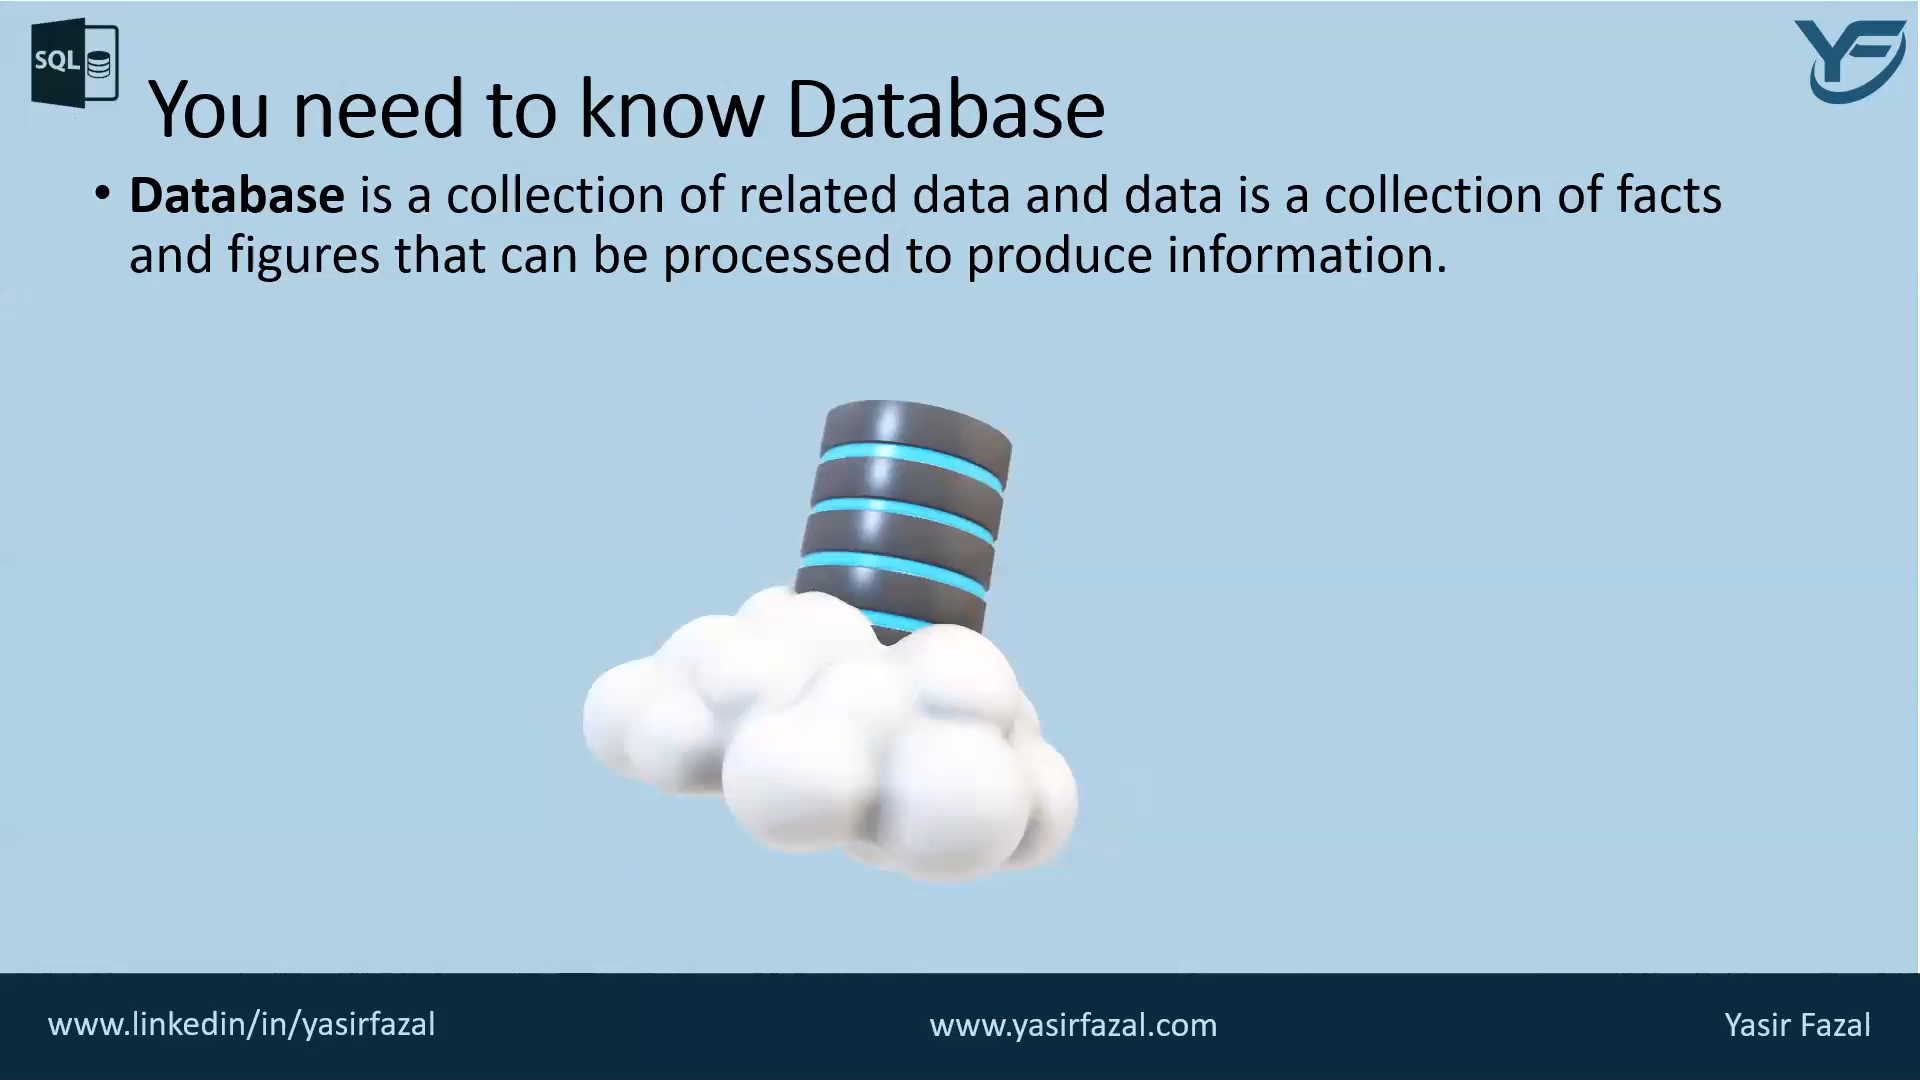 SQL
YF
You need to know Database
• Database is a collection of related data and data is a collection of facts
and figures that can be processed to produce information.
www.linkedin/in/yasirfazal
www.yasirfazal.com
Yasir Fazal